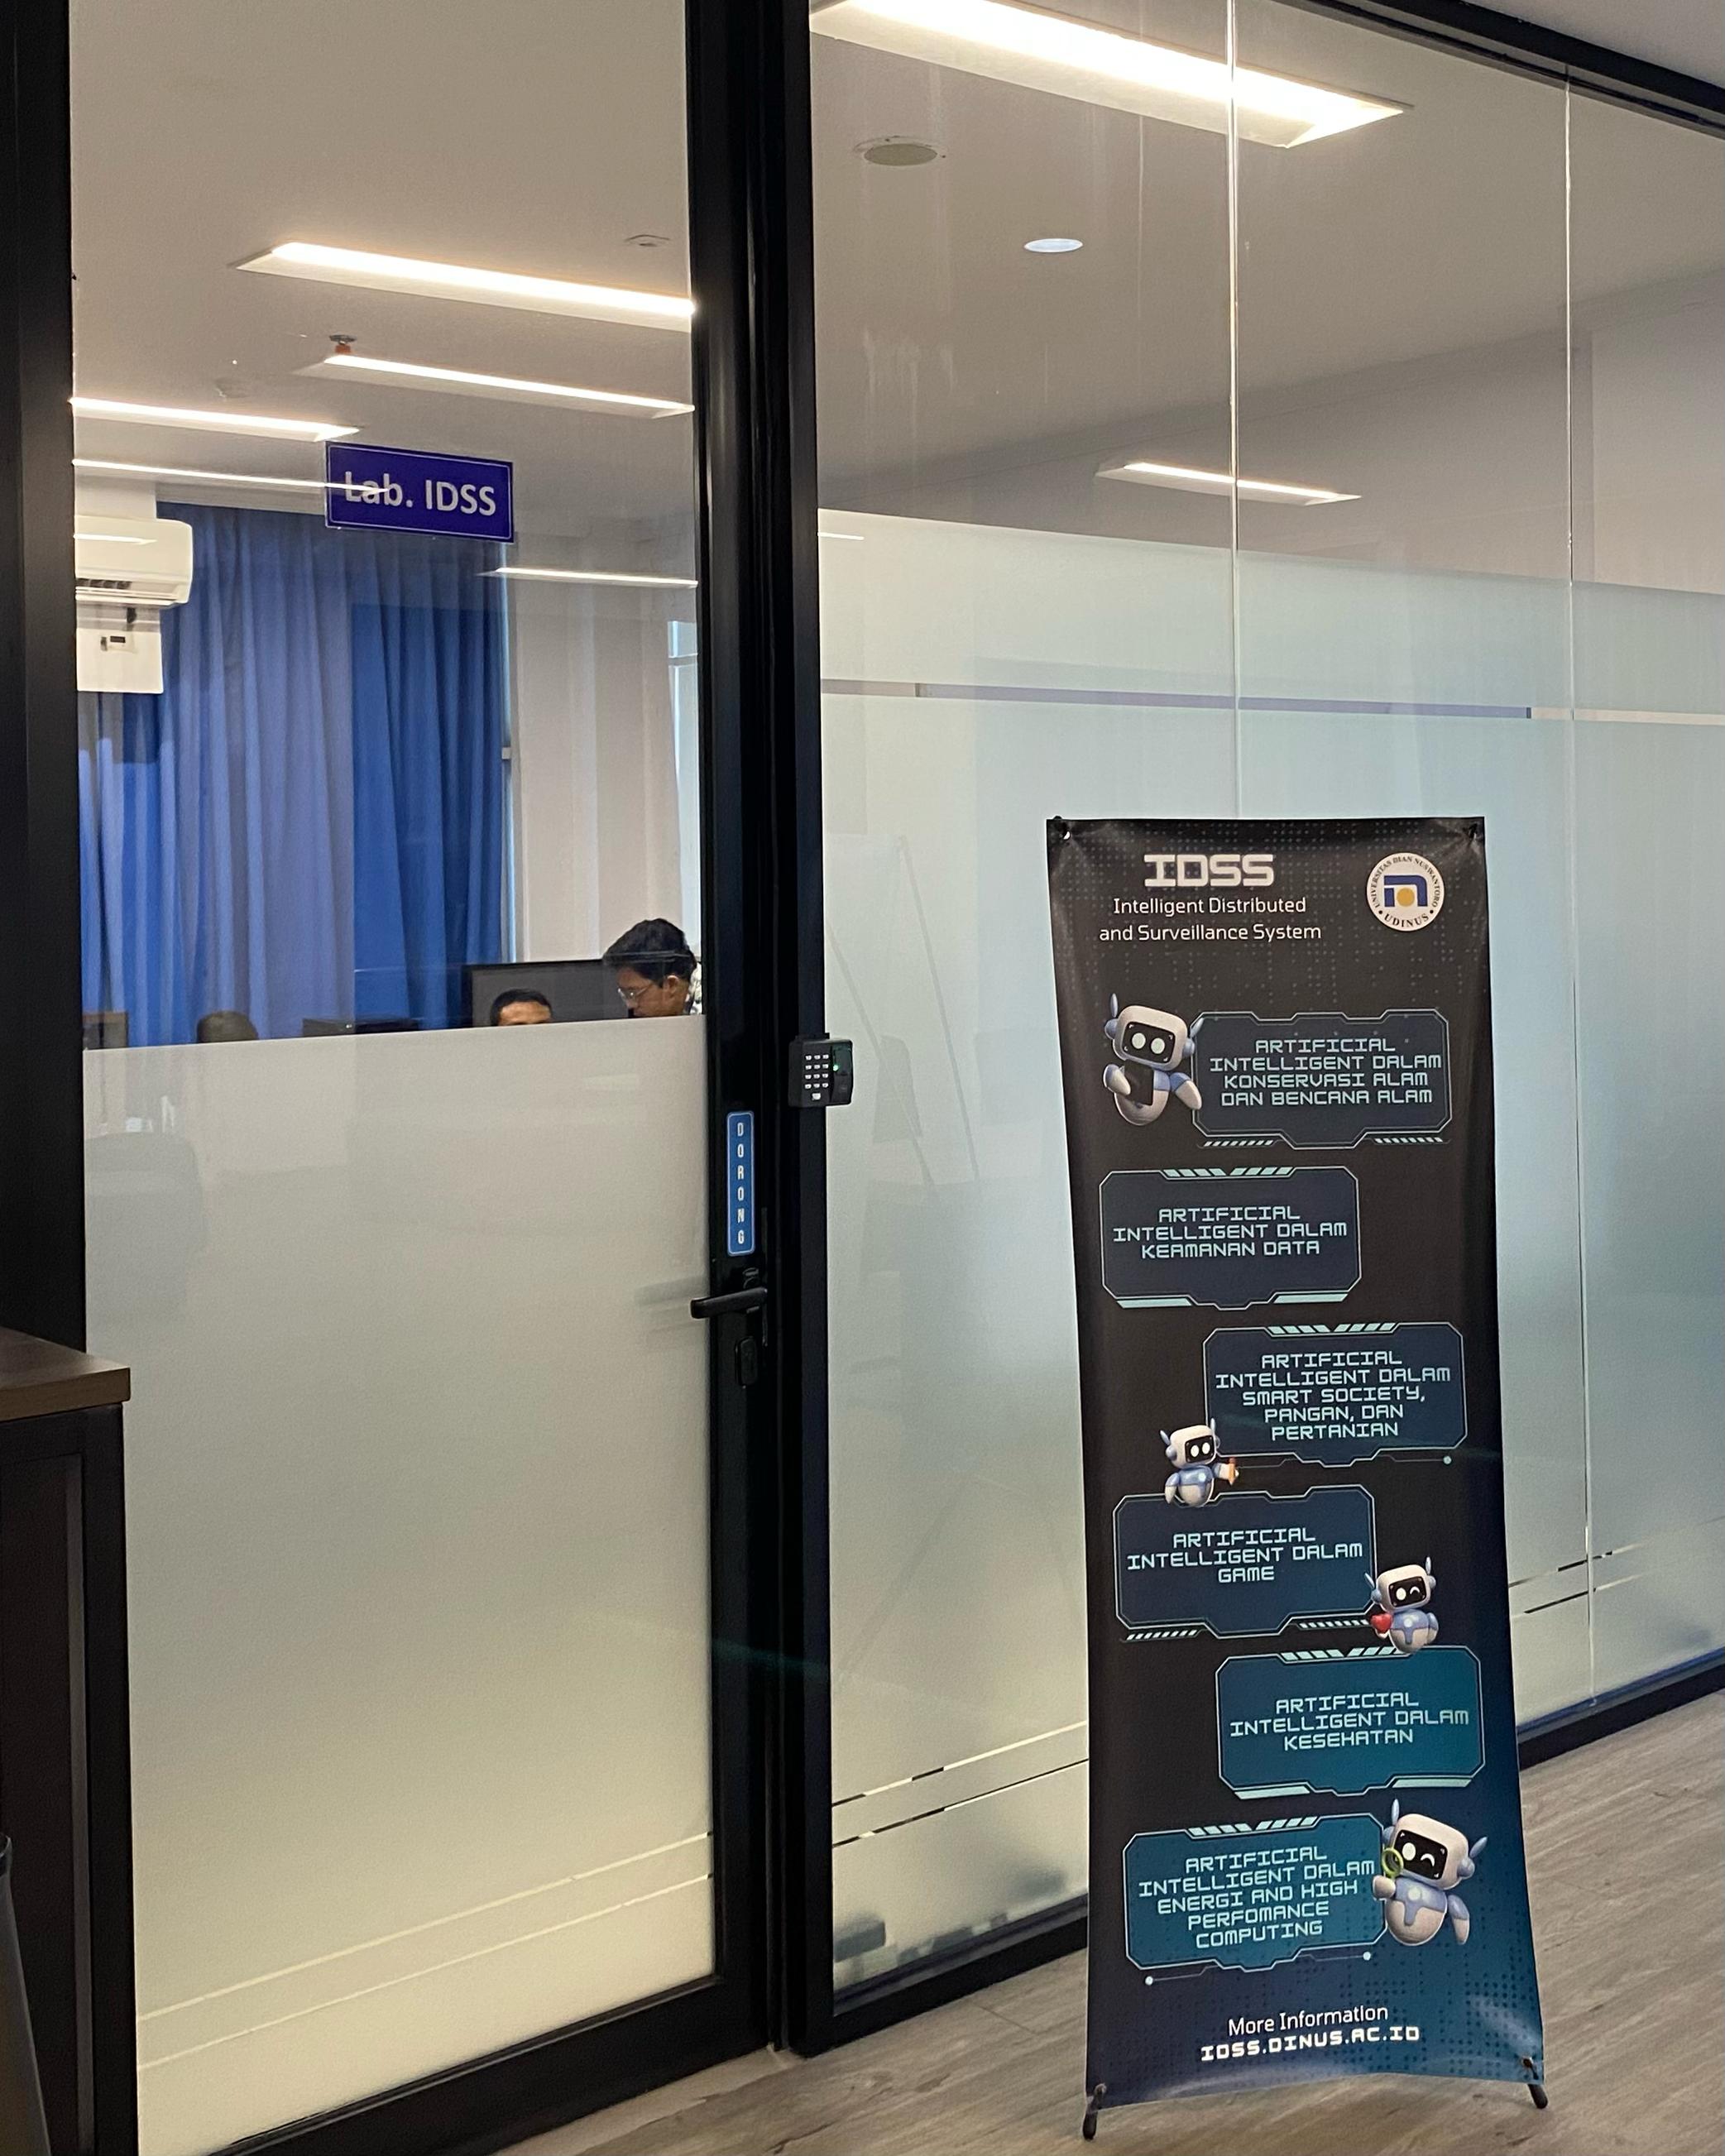 Lab. IDSS
DORONG
IDSS
Intelligent Distributed
and Surveillance System
UNIVERSITAS DIAN NUSWANTORO
UDINUS
ARTIFICIAL
INTELLIGENT DALAM
KONSERVASI ALAM
DAN BENCANA ALAM
ARTIFICIAL
INTELLIGENT DALAM
KEAMANAN DATA
ARTIFICIAL
INTELLIGENT DALAM
SMART SOCIETY,
PANGAN, DAN
PERTANIAN
ARTIFICIAL
INTELLIGENT DALAM
GAME
ARTIFICIAL
INTELLIGENT DALAM
KESEHATAN
ARTIFICIAL
INTELLIGENT DALAM
ENERGI AND HIGH
PERFOMANCE
COMPUTING
More Information
IDSS.DINUS.AC.ID